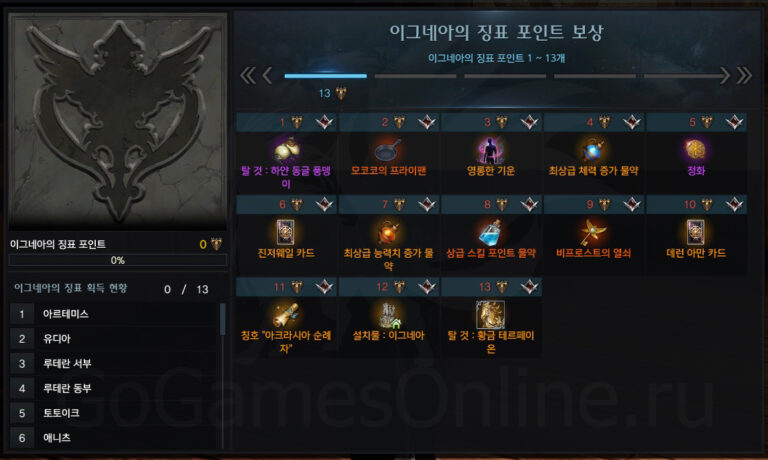 이그네아의 징표 포인트 보상
이그네아의 징표 포인트 1 ~ 13개
13
1 2 3 4 5
탈 것 : 하얀 동글 풍뎅
이
모코코의 프라이팬
영롱한 기운
최상급 체력 증가 물약
정화
6 7 8 9 10
진저웨일 카드
최상급 능력치 증가 물
약
상급 스킬 포인트 물약
비프로스트의 열쇠
데런 아만 카드
11 12 13
칭호 "아크라시아 순례
자"
설치물 : 이그네아
탈 것 : 황금 테르페이
온
이그네아의 징표 포인트 0
0%
이그네아의 징표 획득 현황 0 / 13
1 아르테미스
2 유디아
3 루테란 서부
4 루테란 동부
5 토토이크
6 애니츠
GoGamesOnline.ru